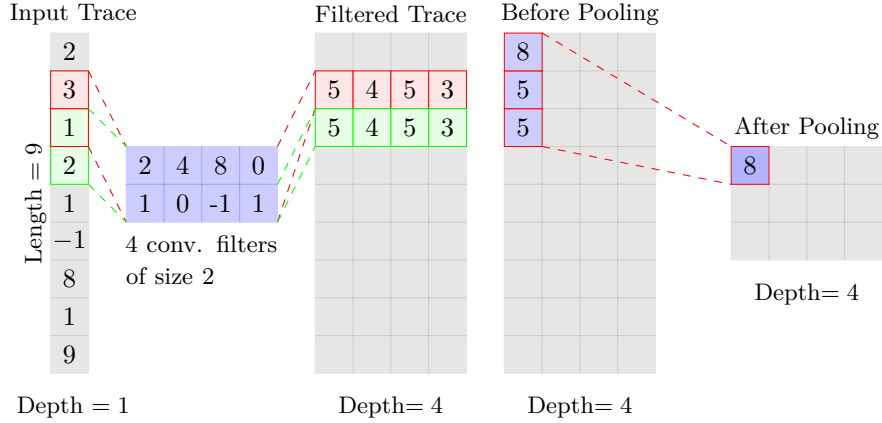 Input Trace
Filtered Trace
Before Pooling
2
8
3
5 4 5 3
5
1
5 4 5 3
5
After Pooling
2
2 4 8 0
8
1
1 0 -1 1
Length = 9
−1
4 conv. filters
of size 2
8
Depth= 4
1
9
Depth = 1
Depth= 4
Depth= 4